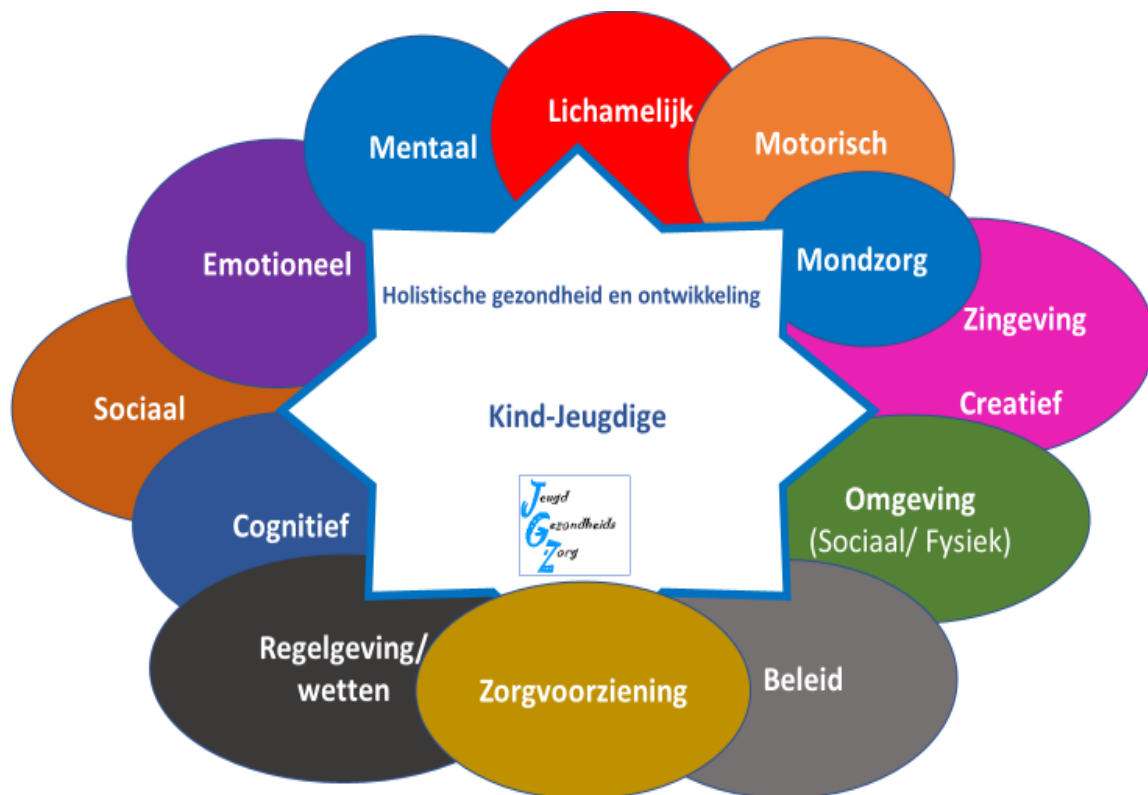 Lichamelijk
Motorisch
Mentaal
Mondzorg
Emotioneel
Holistische gezondheid en ontwikkeling
Zingeving
Creatief
Sociaal
Kind-Jeugdige
Omgeving
(Sociaal/ Fysiek)
Jeugd
Gezondheids
Zorg
Cognitief
Regelgeving/
wetten
Zorgvoorziening
Beleid